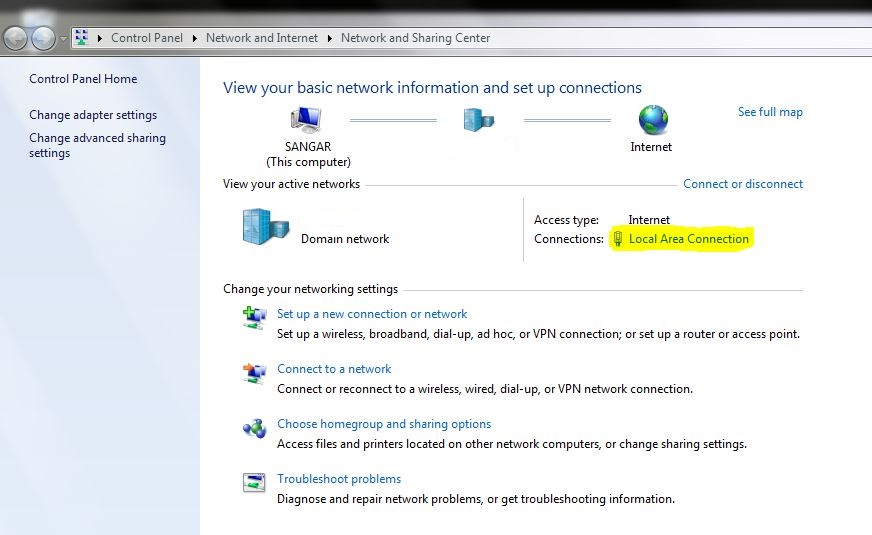 Control Panel Network and Internet Network and Sharing Center
Control Panel Home
Change adapter settings
Change advanced sharing
settings
View your basic network information and set up connections
See full map
SANGAR
(This computer)
Internet
View your active networks
Connect or disconnect
Domain network
Access type: Internet
Connections: Local Area Connection
Change your networking settings
Set up a new connection or network
Set up a wireless, broadband, dial-up, ad hoc, or VPN connection; or set up a router or access point.
Connect to a network
Connect or reconnect to a wireless, wired, dial-up, or VPN network connection.
Choose homegroup and sharing options
Access files and printers located on other network computers, or change sharing settings.
Troubleshoot problems
Diagnose and repair network problems, or get troubleshooting information.